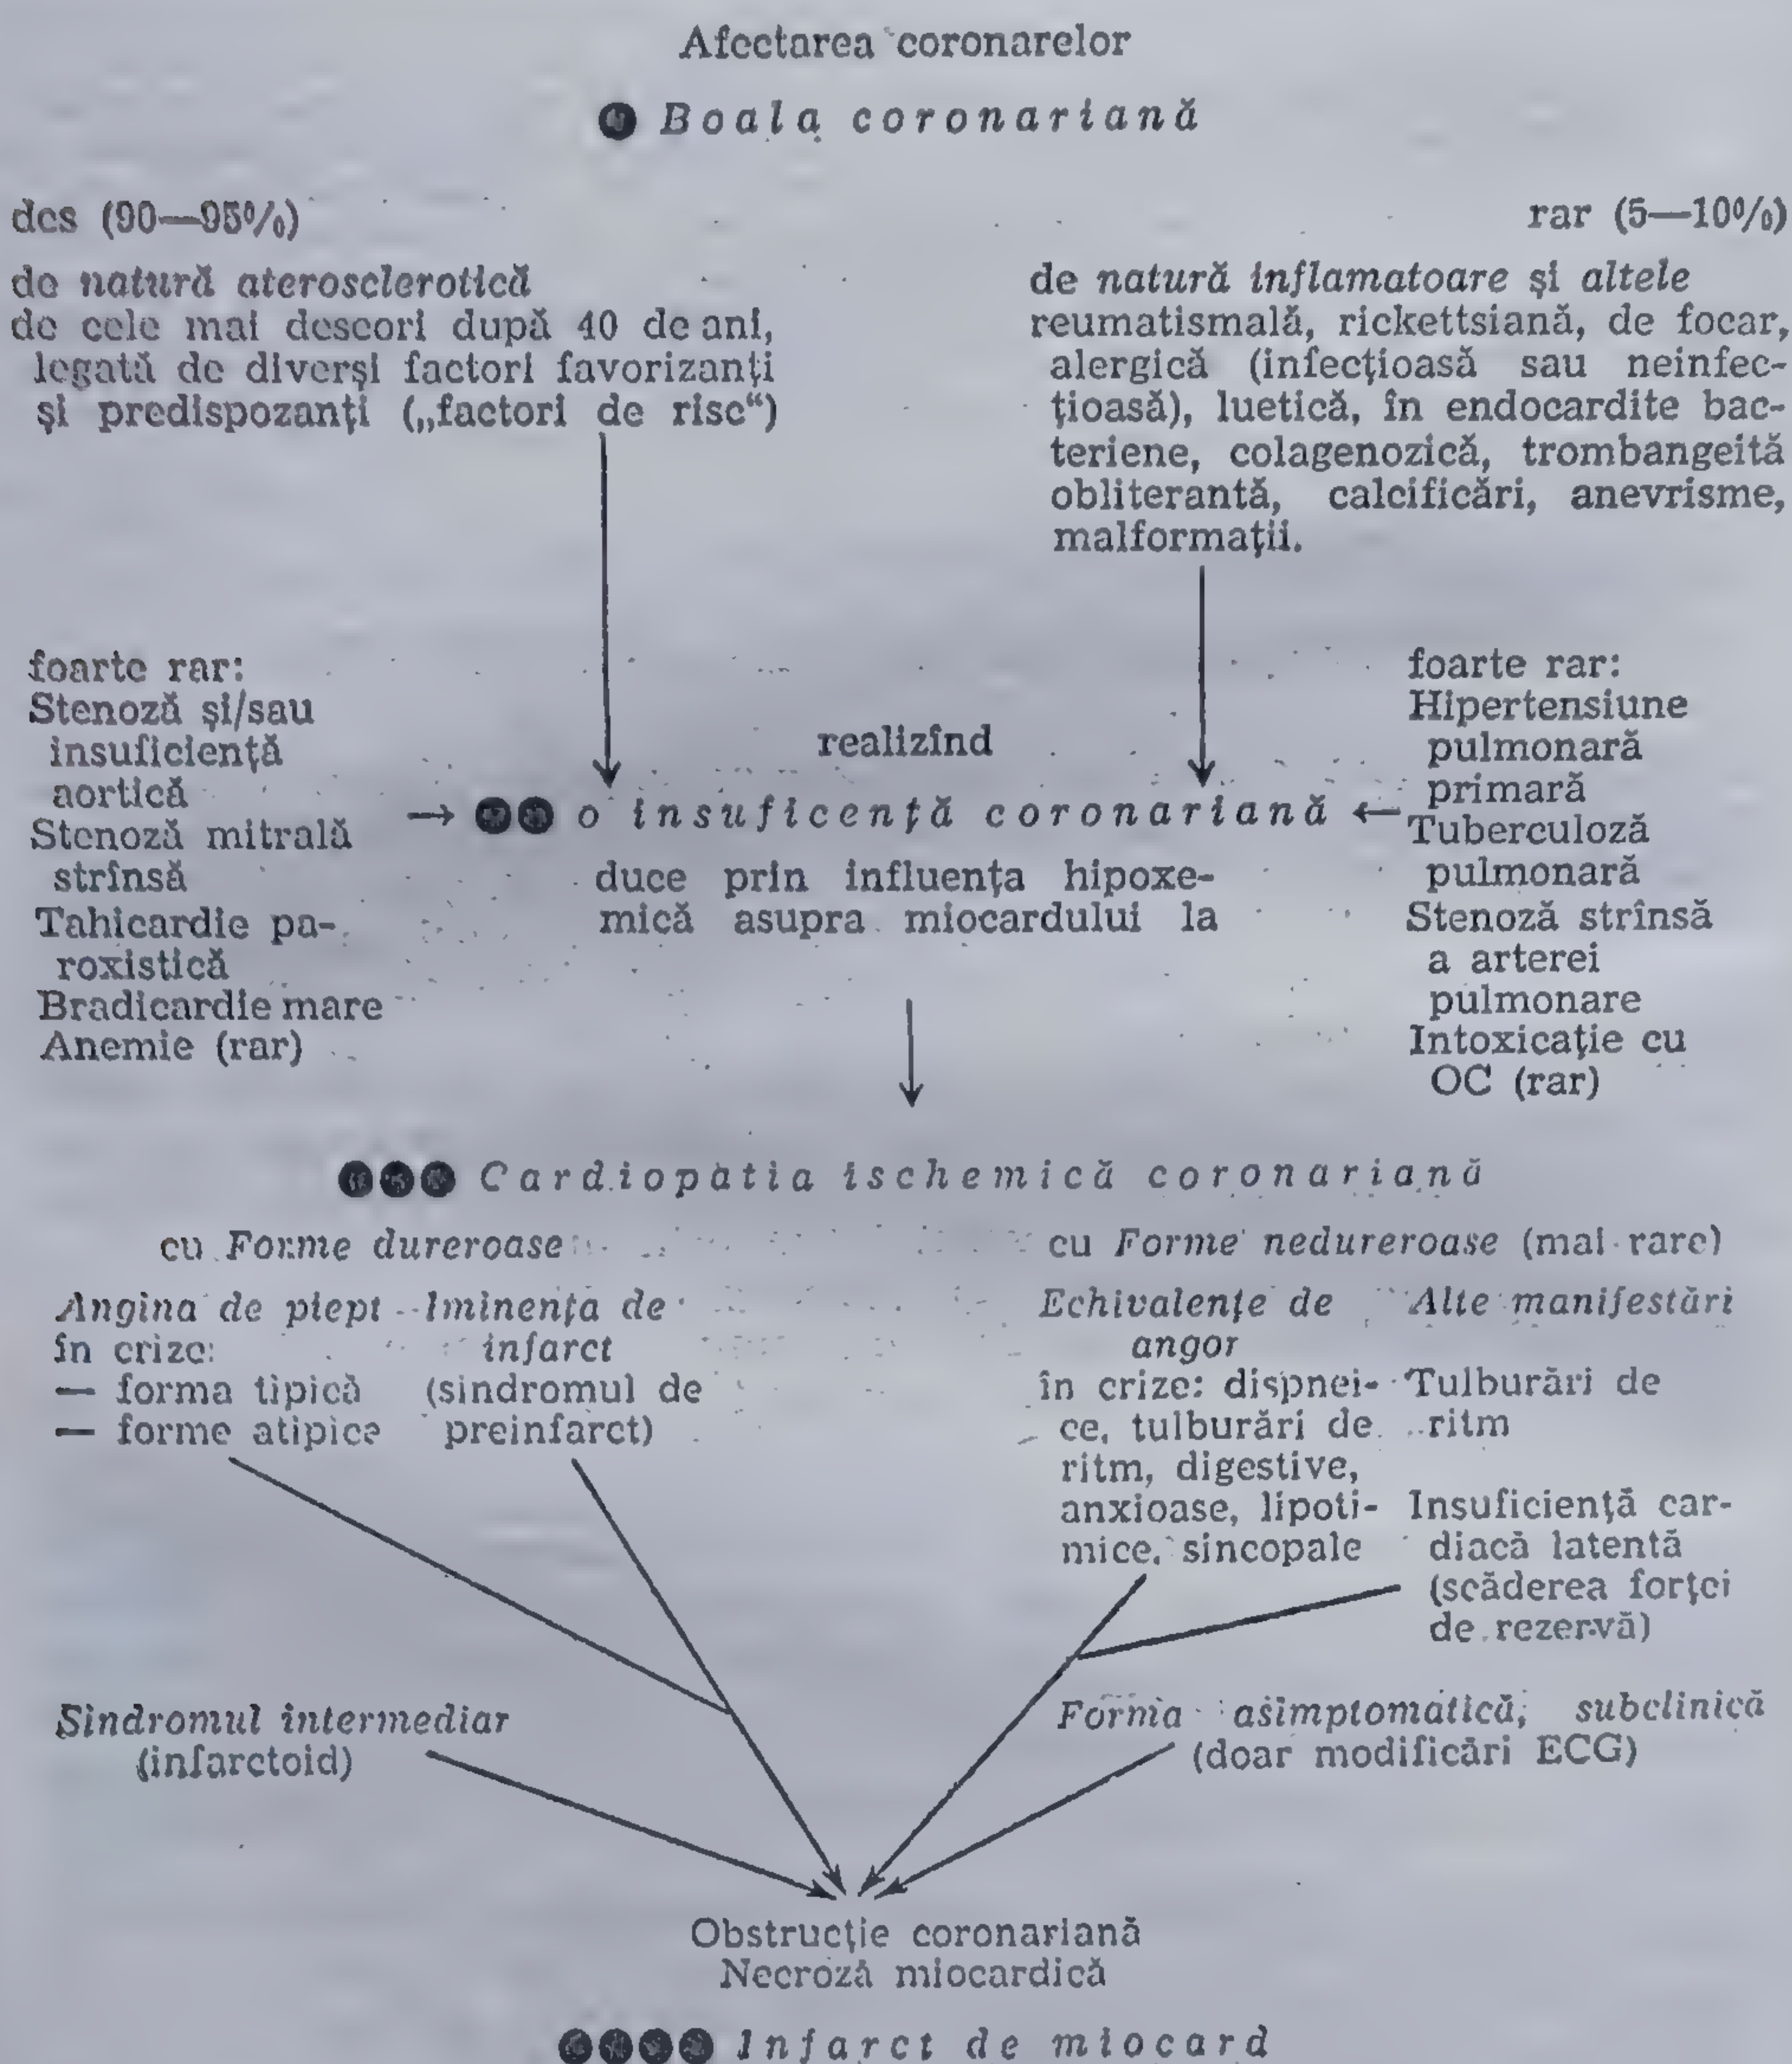 Afectarea coronarelor
Boala coronariană
des (90—95%)
de natură aterosclerotică
de cele mai deseori după 40 de ani,
legată de diverși factori favorizanți
și predispozanți („factori de risc“)
rar (5—10%)
de natură inflamatoare și altele
reumatismală, rickettsiană, de focar,
alergică (infecțioasă sau neinfec-
țioasă), luetică, în endocardite bac-
teriene, colagenozică, trombangeită
obliterantă, calcificări, anevrisme,
malformații.
foarte rar:
Stenoză și/sau
insuficiență
aortică
Stenoză mitrală
strînsă
Tahicardie pa-
roxistică
Bradicardie mare
Anemie (rar)
realizînd
→ o insuficență coronariană ←
duce prin influența hipoxe-
mică asupra miocardului la
foarte rar:
Hipertensiune
pulmonară
primară
Tuberculoză
pulmonară
Stenoză strînsă
a arterei
pulmonare
Intoxicație cu
OC (rar)
Cardiopatia ischemică coronariană
cu Forme dureroase
Angina de piept
în crize:
— forma tipică
— forme atipice
Iminența de
infarct
(sindromul de
preinfarct)
cu Forme nedureroase (mai rare)
Echivalențe de
angor
în crize: dispnei-
ce, tulburări de
ritm, digestive,
anxioase, lipoti-
mice, sincopale
Alte manifestări
Tulburări de
ritm
Insuficiență car-
diacă latentă
(scăderea forței
de rezervă)
Sindromul intermediar
(infarctoid)
Forma asimptomatică, subclinică
(doar modificări ECG)
Obstrucție coronariană
Necroză miocardică
Infarct de miocard